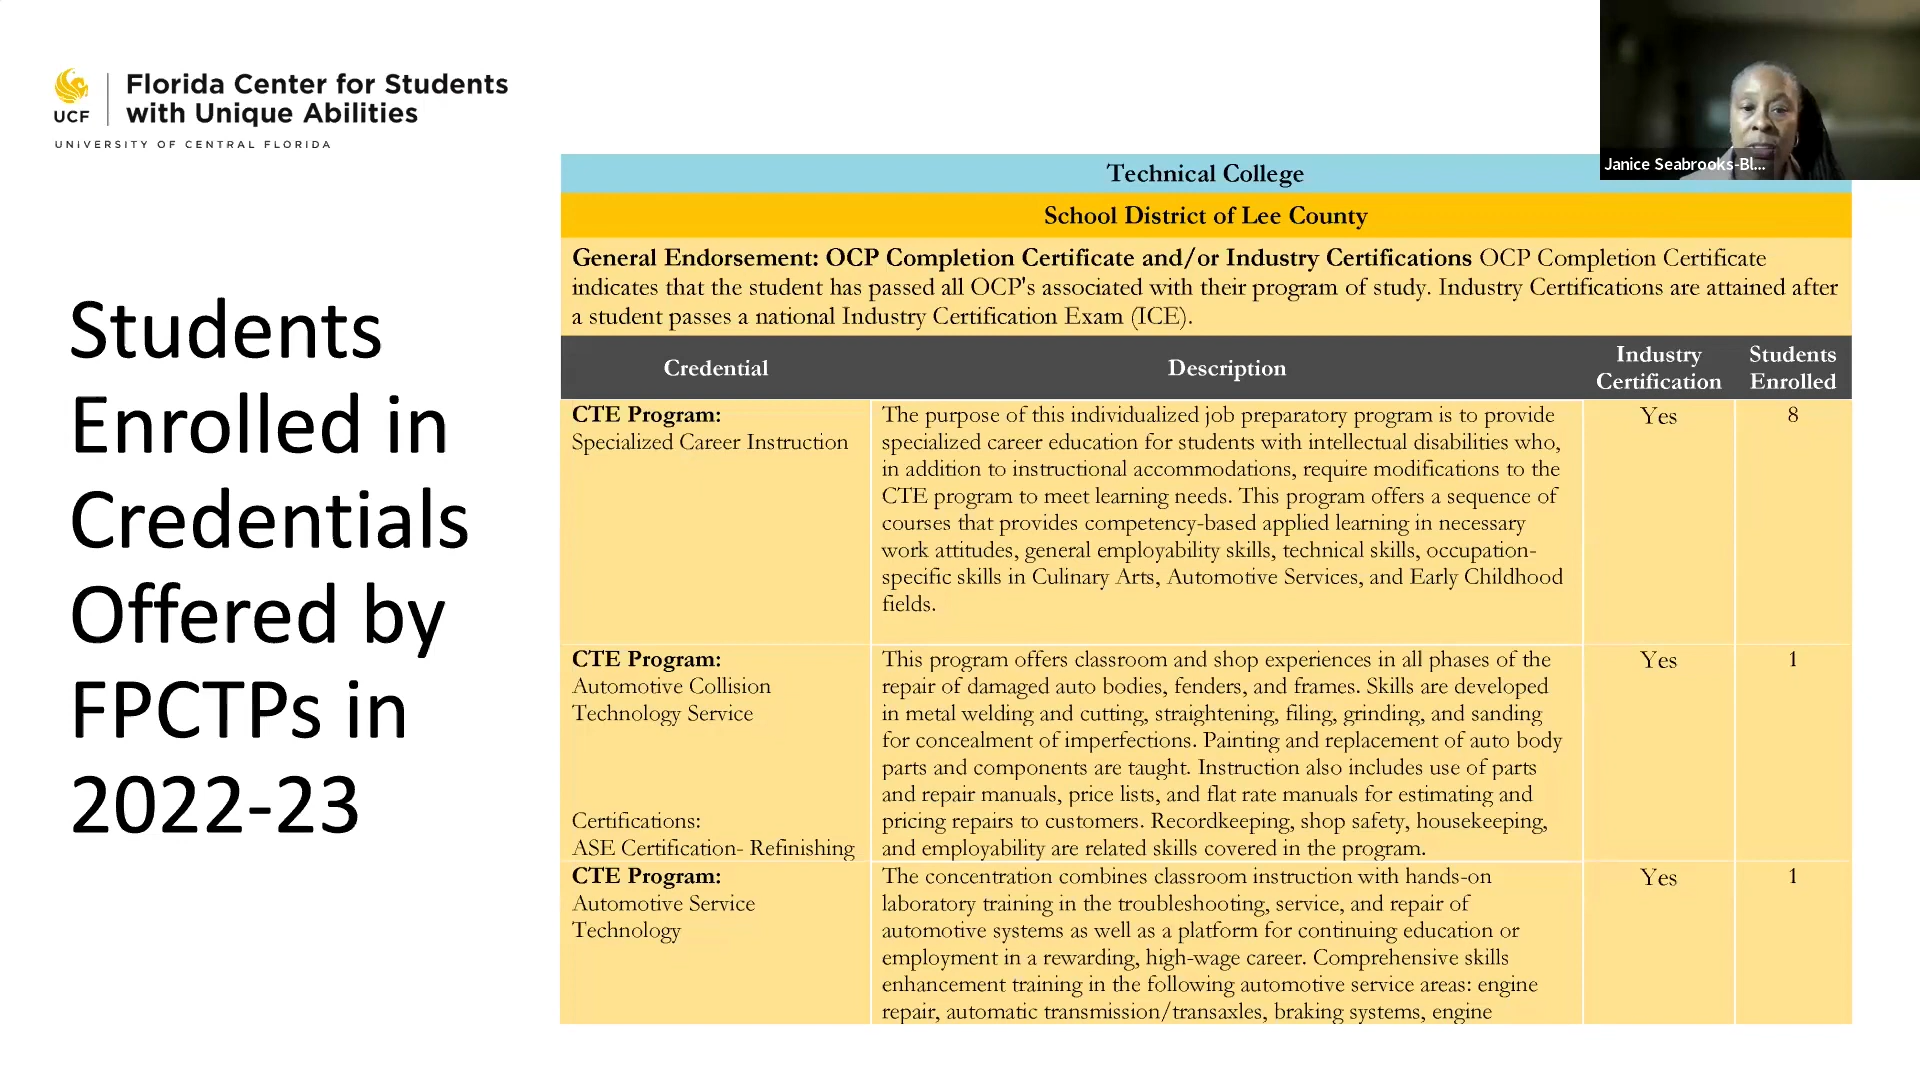 Florida Center for Students
with Unique Abilities
UCF
UNIVERSITY OF CENTRAL FLORIDA
Janice Seabrooks-Bl...
Students
Enrolled in
Credentials
Offered by
FPCTPs in
2022-23
Technical College
School District of Lee County
General Endorsement: OCP Completion Certificate and/or Industry Certifications OCP Completion Certificate
indicates that the student has passed all OCP's associated with their program of study. Industry Certifications are attained after
a student passes a national Industry Certification Exam (ICE).
Credential
Description
Industry
Certification
Students
Enrolled
CTE Program:
Specialized Career Instruction
The purpose of this individualized job preparatory program is to provide
specialized career education for students with intellectual disabilities who,
in addition to instructional accommodations, require modifications to the
CTE program to meet learning needs. This program offers a sequence of
courses that provides competency-based applied learning in necessary
work attitudes, general employability skills, technical skills, occupation-
specific skills in Culinary Arts, Automotive Services, and Early Childhood
fields.
Yes
8
CTE Program:
Automotive Collision
Technology Service
Certifications:
ASE Certification- Refinishing
This program offers classroom and shop experiences in all phases of the
repair of damaged auto bodies, fenders, and frames. Skills are developed
in metal welding and cutting, straightening, filing, grinding, and sanding
for concealment of imperfections. Painting and replacement of auto body
parts and components are taught. Instruction also includes use of parts
and repair manuals, price lists, and flat rate manuals for estimating and
pricing repairs to customers. Recordkeeping, shop safety, housekeeping,
and employability are related skills covered in the program.
Yes
1
CTE Program:
Automotive Service
Technology
The concentration combines classroom instruction with hands-on
laboratory training in the troubleshooting, service, and repair of
automotive systems as well as a platform for continuing education or
employment in a rewarding, high-wage career. Comprehensive skills
enhancement training in the following automotive service areas: engine
repair, automatic transmission/transaxles, braking systems, engine
Yes
1